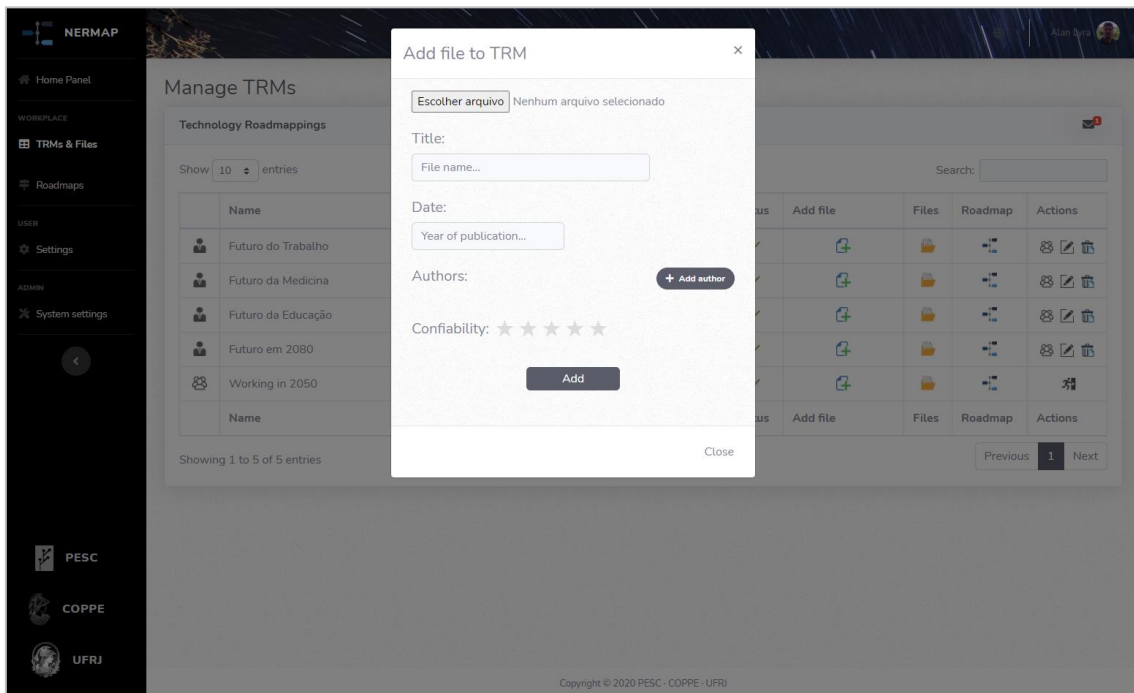 NERMAP
Alan Lyra
Home Panel
WORKPLACE
TRMs & Files
Roadmaps
USER
Settings
ADMIN
System settings
PESC
COPPE
UFRJ
Manage TRMs
Technology Roadmappings
1
Show 10 entries
Search:
Name Add file Files Roadmap Actions
Futuro do Trabalho
Futuro da Medicina
Futuro da Educação
Futuro em 2080
Working in 2050
Name Add file Files Roadmap Actions
Showing 1 to 5 of 5 entries
Previous 1 Next
Add file to TRM ×
Escolher arquivo Nenhum arquivo selecionado
Title:
File name...
Date:
Year of publication...
Authors: + Add author
Confiability:
Add
Close
Copyright © 2020 PESC - COPPE - UFRJ